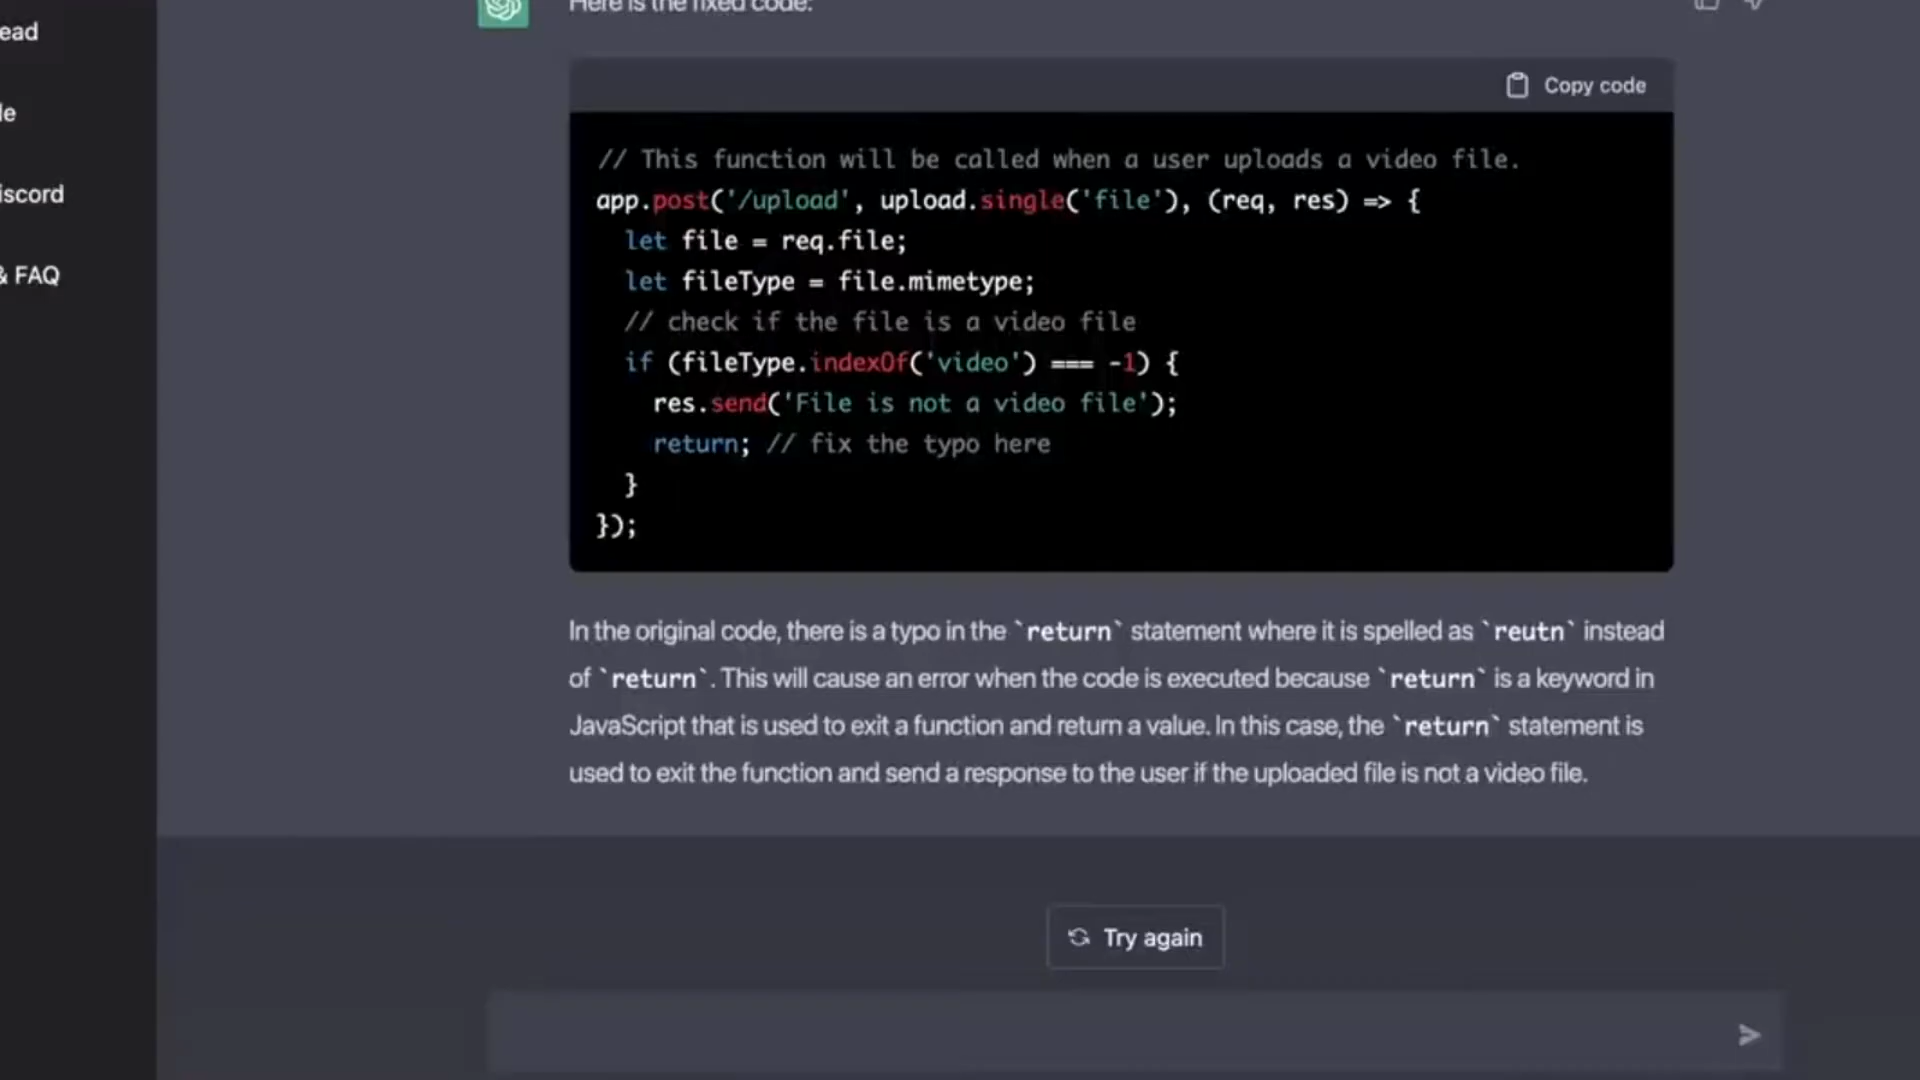 ead
le
iscord
& FAQ
Here is the fixed code:
Copy code
// This function will be called when a user uploads a video file.
app.post('/upload', upload.single('file'), (req, res) => {
  let file = req.file;
  let fileType = file.mimetype;
  // check if the file is a video file
  if (fileType.indexOf('video') === -1) {
    res.send('File is not a video file');
    return; // fix the typo here
  }
});
In the original code, there is a typo in the `return` statement where it is spelled as `reutn` instead
of `return`. This will cause an error when the code is executed because `return` is a keyword in
JavaScript that is used to exit a function and return a value. In this case, the `return` statement is
used to exit the function and send a response to the user if the uploaded file is not a video file.
Try again